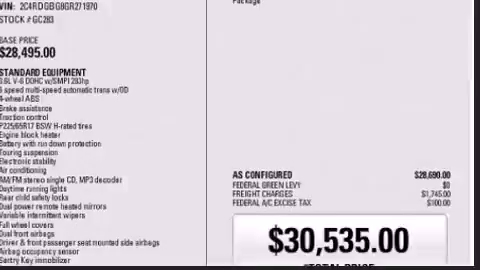 VIN: 2C4RDGBG8GR271970
STOCK # GC283
BASE PRICE
$28,495.00
STANDARD EQUIPMENT
3.6L V-6 DOHC w/SMPI 283hp
6 speed multi-speed automatic trans w/OD
4-wheel ABS
Brake assistance
Traction control
P225/65R17 BSW H-rated tires
Engine block heater
Battery with run down protection
Touring suspension
Electronic stability
Air conditioning
AM/FM stereo single CD, MP3 decoder
Daytime running lights
Rear child safety locks
Dual power remote heated mirrors
Variable intermittent wipers
Full wheel covers
Dual front airbags
Driver & front passenger seat mounted side airbags
Airbag occupancy sensor
Sentry Key immobilizer
Package
AS CONFIGURED $28,690.00
FEDERAL GREEN LEVY $0
FREIGHT CHARGES $1,745.00
FEDERAL A/C EXCISE TAX $100.00
$30,535.00
*TOTAL PRICE